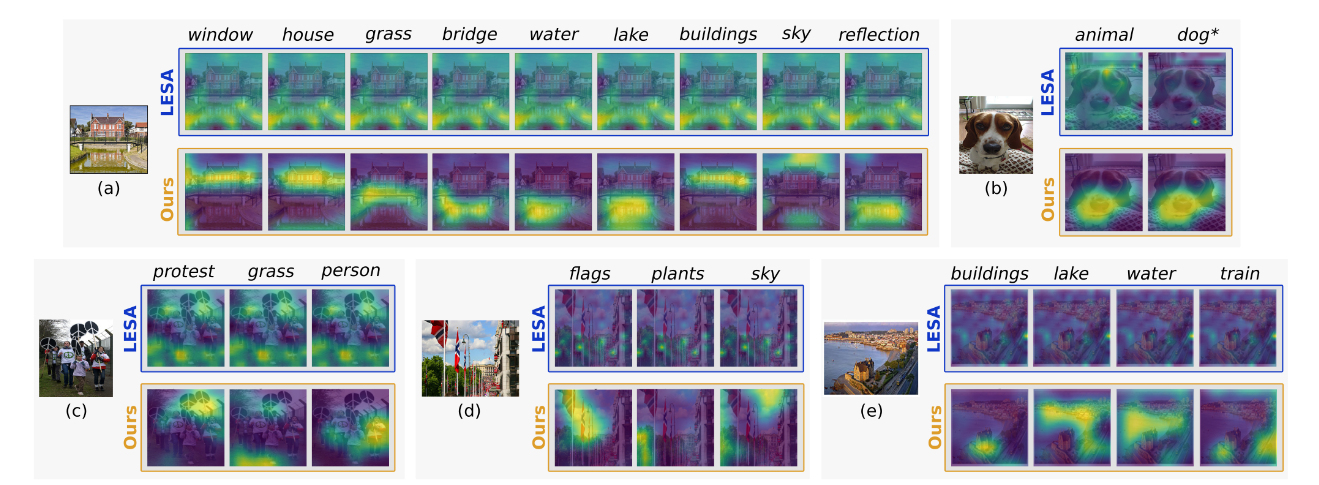 window house grass bridge water lake buildings sky reflection
LESA
Ours
(a)
animal dog*
LESA
Ours
(b)
protest grass person
LESA
Ours
(c)
flags plants sky
LESA
Ours
(d)
buildings lake water train
LESA
Ours
(e)